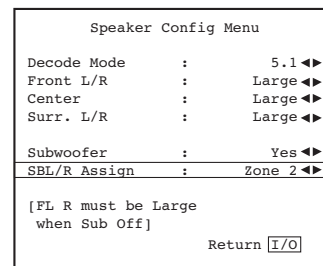 Speaker Config Menu
Decode Mode : 5.1◄►
Front L/R : Large◄►
Center : Large◄►
Surr. L/R : Large◄►
Subwoofer : Yes◄►
SBL/R Assign : Zone 2◄►
[FL R must be Large
when Sub Off]
Return I/O